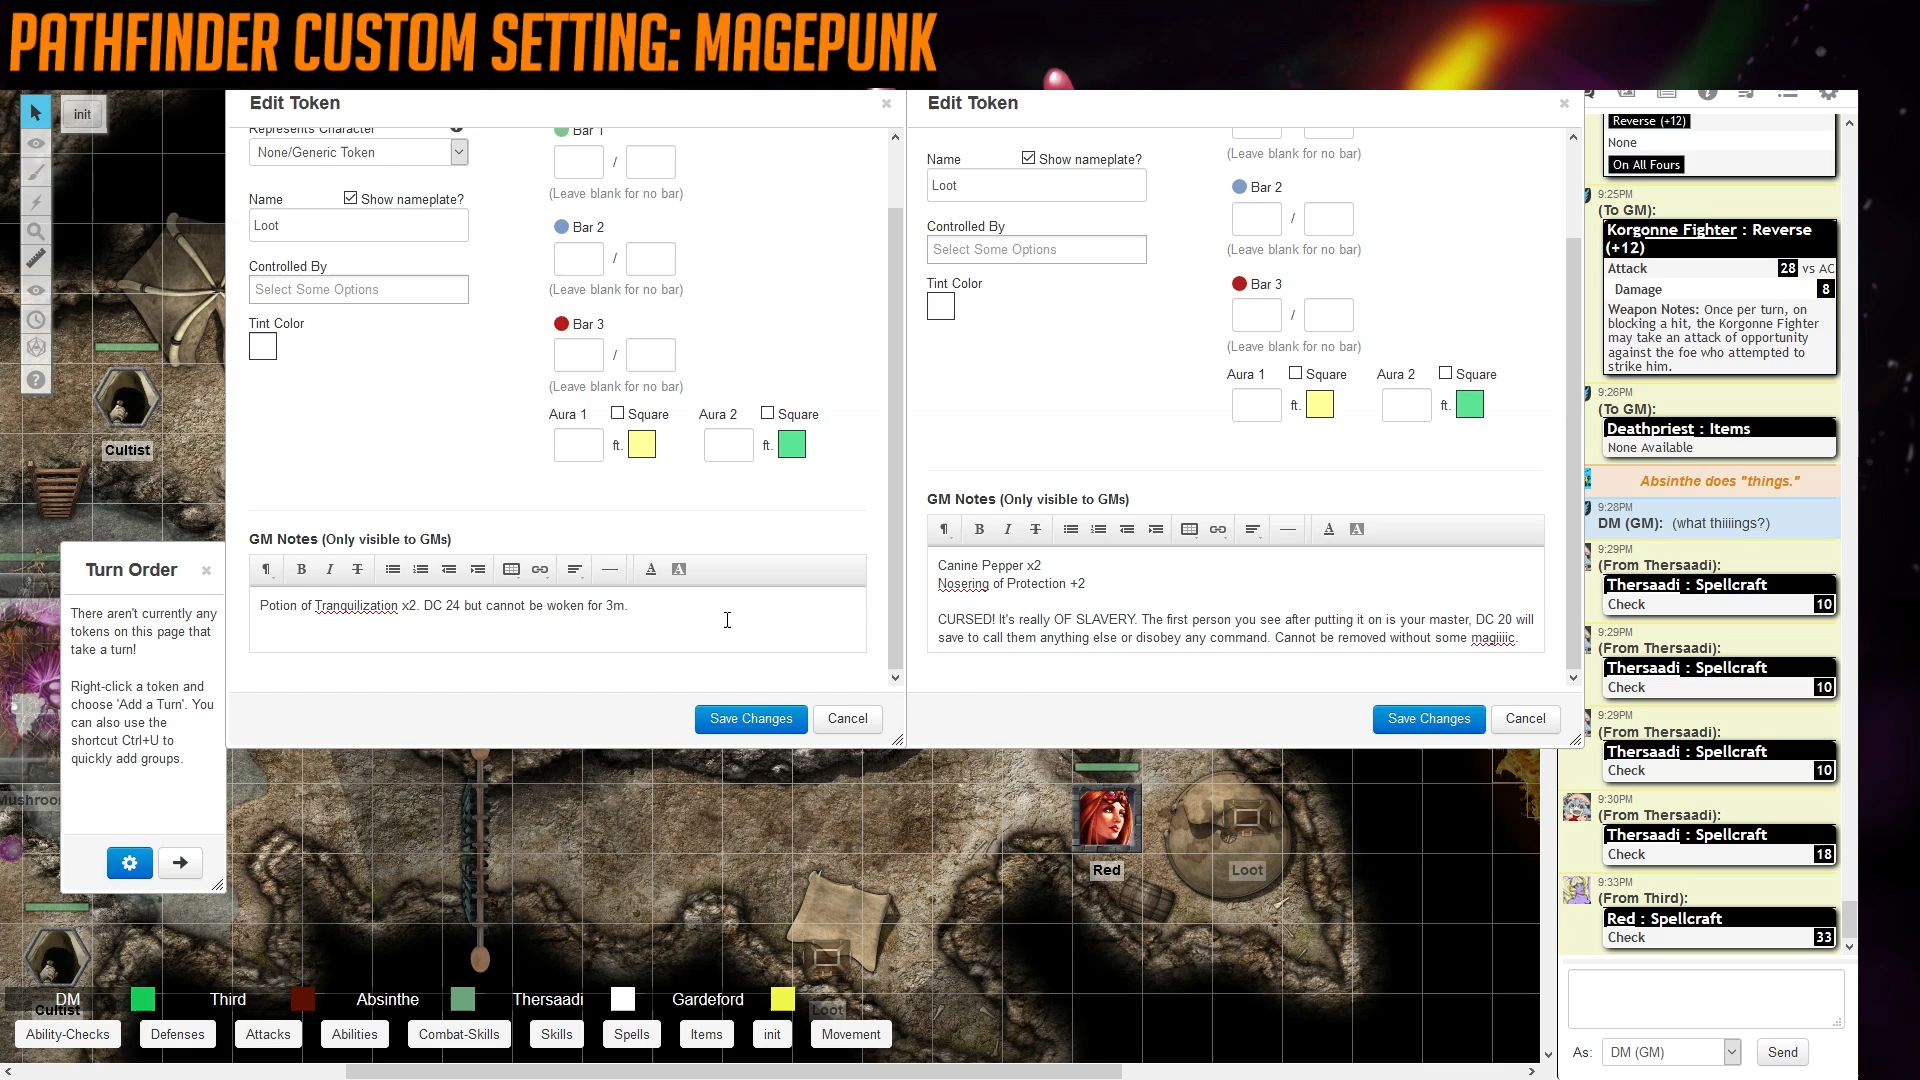 PATHFINDER CUSTOM SETTING: MAGEPUNK
init
Edit Token
Represents Character
None/Generic Token
Name
Show nameplate?
Loot
Controlled By
Select Some Options
Tint Color
Bar 1
/
(Leave blank for no bar)
Bar 2
/
(Leave blank for no bar)
Bar 3
/
(Leave blank for no bar)
Aura 1 Square Aura 2 Square
ft. ft.
GM Notes (Only visible to GMs)
Potion of Tranquilization x2. DC 24 but cannot be woken for 3m.
Save Changes Cancel
Edit Token
Name
Show nameplate?
Loot
Controlled By
Select Some Options
Tint Color
(Leave blank for no bar)
Bar 2
/
(Leave blank for no bar)
Bar 3
/
(Leave blank for no bar)
Aura 1 Square Aura 2 Square
ft. ft.
GM Notes (Only visible to GMs)
Canine Pepper x2
Nosering of Protection +2
CURSED! It's really OF SLAVERY. The first person you see after putting it on is your master, DC 20 will
save to call them anything else or disobey any command. Cannot be removed without some magiiiic.
Save Changes Cancel
Cultist
Turn Order
There aren't currently any
tokens on this page that
take a turn!
Right-click a token and
choose 'Add a Turn'. You
can also use the
shortcut Ctrl+U to
quickly add groups.
Cultist
Red
Loot
Loot
DM Third Absinthe Thersaadi Gardeford
Ability-Checks Defenses Attacks Abilities Combat-Skills Skills Spells Items init Movement
Reverse (+12)
None
On All Fours
9:25PM
(To GM):
Korgonne Fighter : Reverse
(+12)
Attack 28 vs AC
Damage 8
Weapon Notes: Once per turn, on
blocking a hit, the Korgonne Fighter
may take an attack of opportunity
against the foe who attempted to
strike him.
9:26PM
(To GM):
Deathpriest : Items
None Available
Absinthe does "things."
9:28PM
DM (GM): (what thiiiings?)
9:29PM
(From Thersaadi):
Thersaadi : Spellcraft
Check 10
9:29PM
(From Thersaadi):
Thersaadi : Spellcraft
Check 10
9:29PM
(From Thersaadi):
Thersaadi : Spellcraft
Check 10
9:30PM
(From Thersaadi):
Thersaadi : Spellcraft
Check 18
9:33PM
(From Third):
Red : Spellcraft
Check 33
As: DM (GM) Send